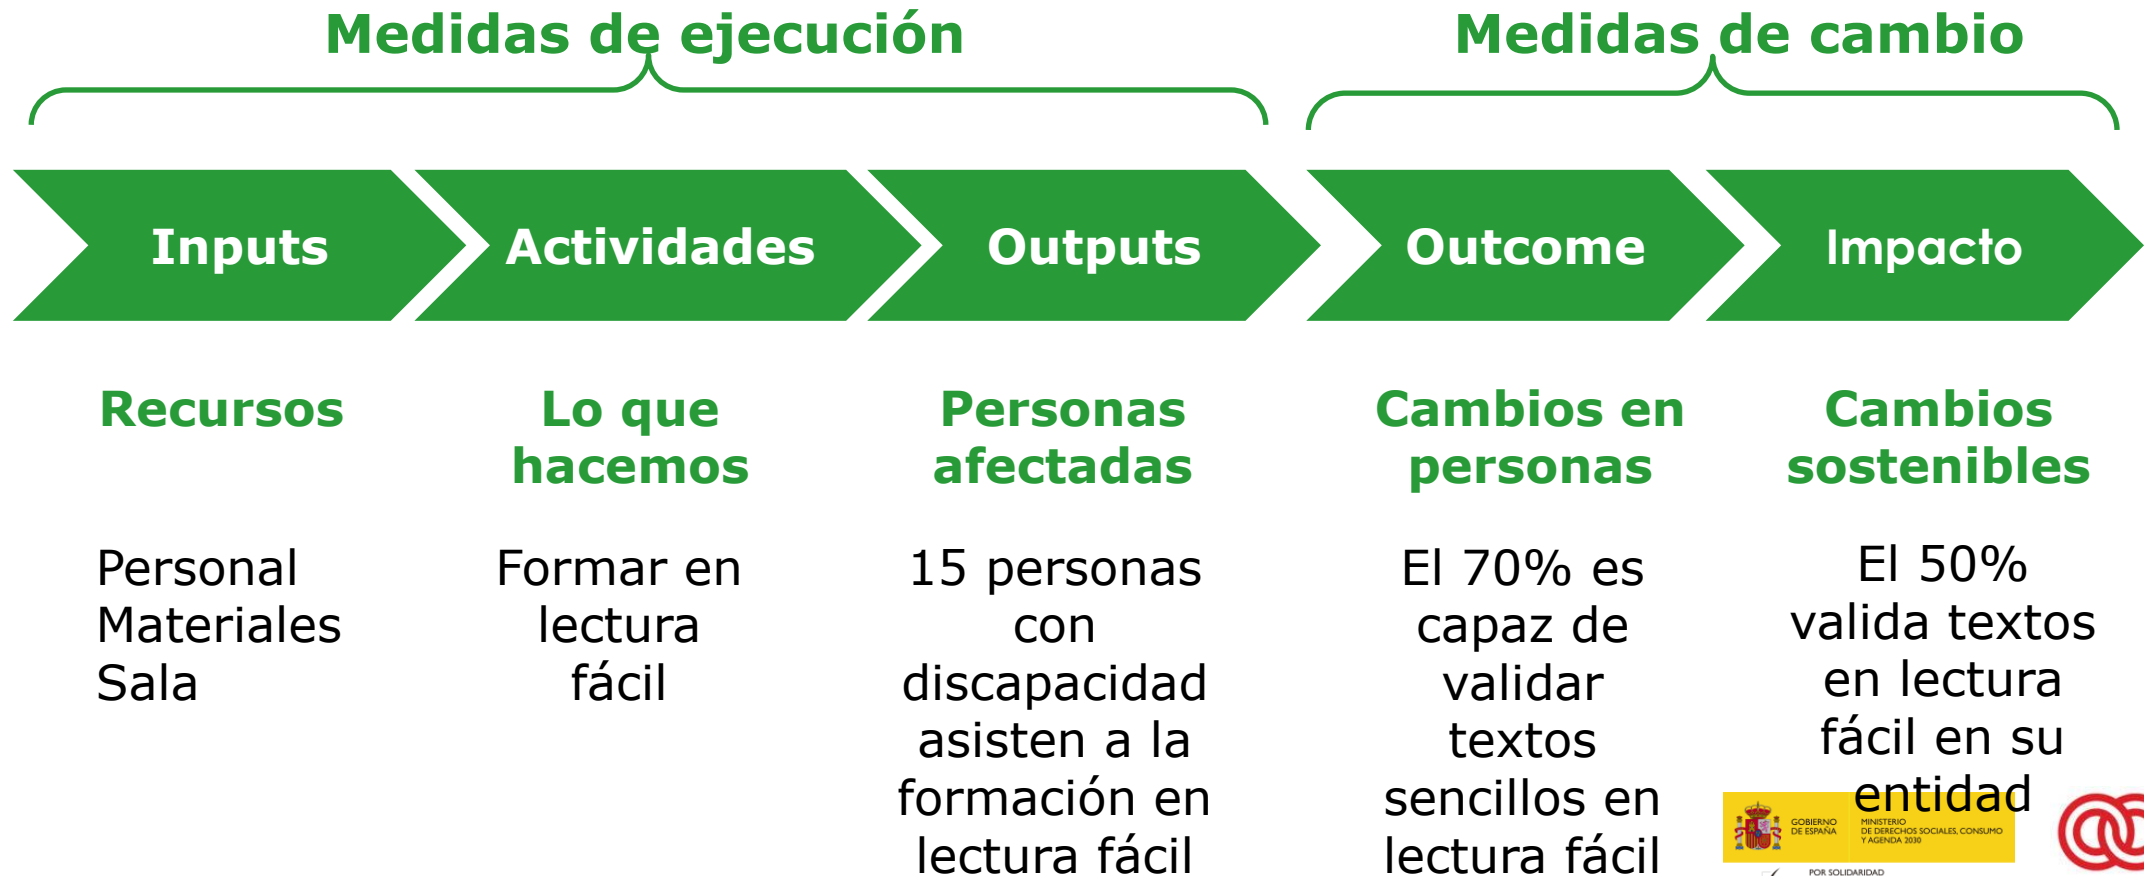 Medidas de ejecución
Medidas de cambio
Inputs
Actividades
Outputs
Outcome
Impacto
Recursos
Lo que
hacemos
Personas
afectadas
Cambios en
personas
Cambios
sostenibles
Personal
Materiales
Sala
Formar en
lectura
fácil
15 personas
con
discapacidad
asisten a la
formación en
lectura fácil
El 70% es
capaz de
validar
textos
sencillos en
lectura fácil
El 50%
valida textos
en lectura
fácil en su
entidad
GOBIERNO
DE ESPAÑA
MINISTERIO
DE DERECHOS SOCIALES, CONSUMO
Y AGENDA 2030
POR SOLIDARIDAD